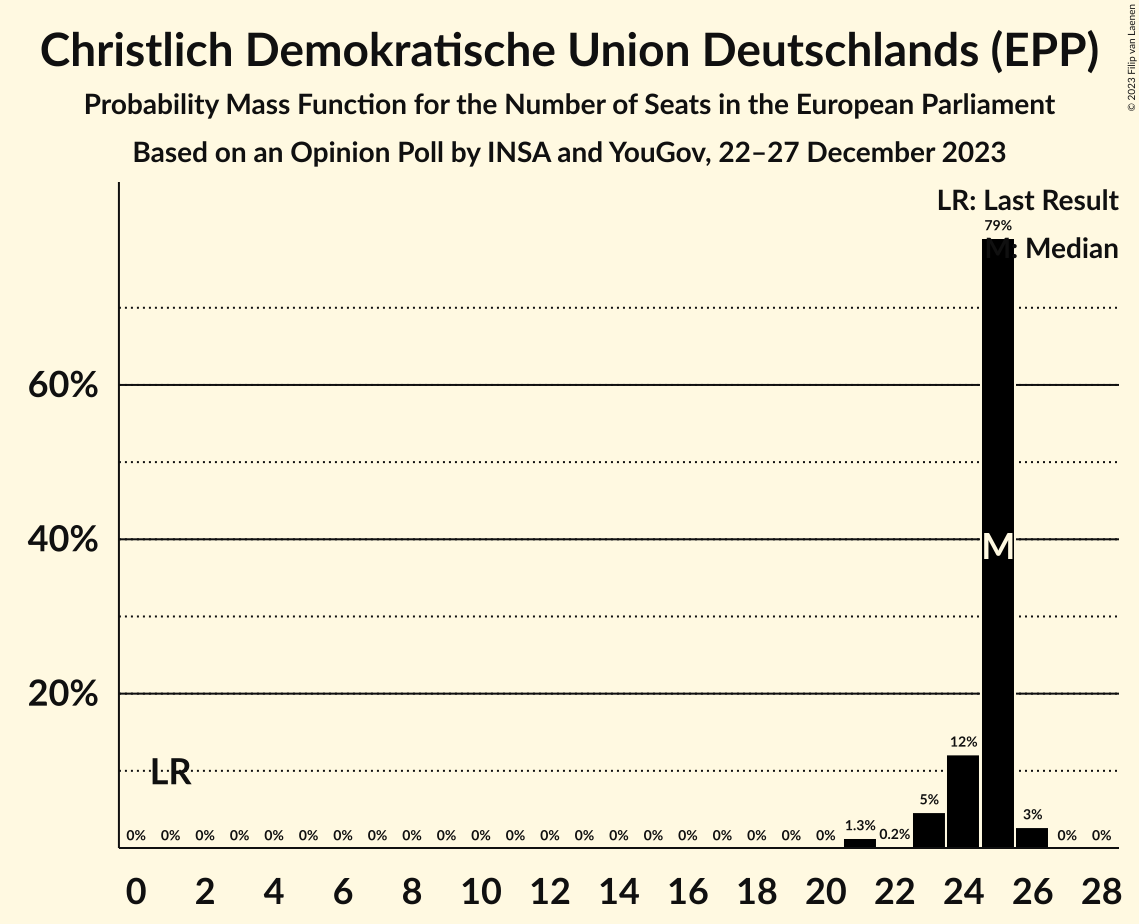 Christlich Demokratische Union Deutschlands (EPP)
Probability Mass Function for the Number of Seats in the European Parliament
Based on an Opinion Poll by INSA and YouGov, 22–27 December 2023
© 2023 Filip van Laenen
LR: Last Result
79%
M: Median
60%
40%
M
20%
12%
LR
5%
3%
1.3%
0.2%
0% 0% 0% 0% 0% 0% 0% 0% 0% 0% 0% 0% 0% 0% 0% 0% 0% 0% 0% 0% 0% 0% 0%
0 2 4 6 8 10 12 14 16 18 20 22 24 26 28